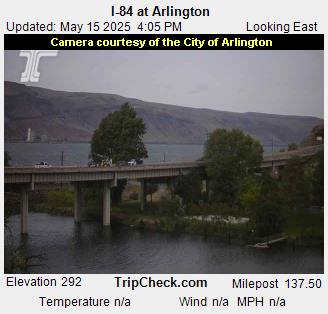 I-84 at Arlington
Updated: May 15 2025 4:05 PM Looking East
Camera courtesy of the City of Arlington
Elevation 292 TripCheck.com Milepost 137.50
Temperature n/a Wind n/a MPH n/a